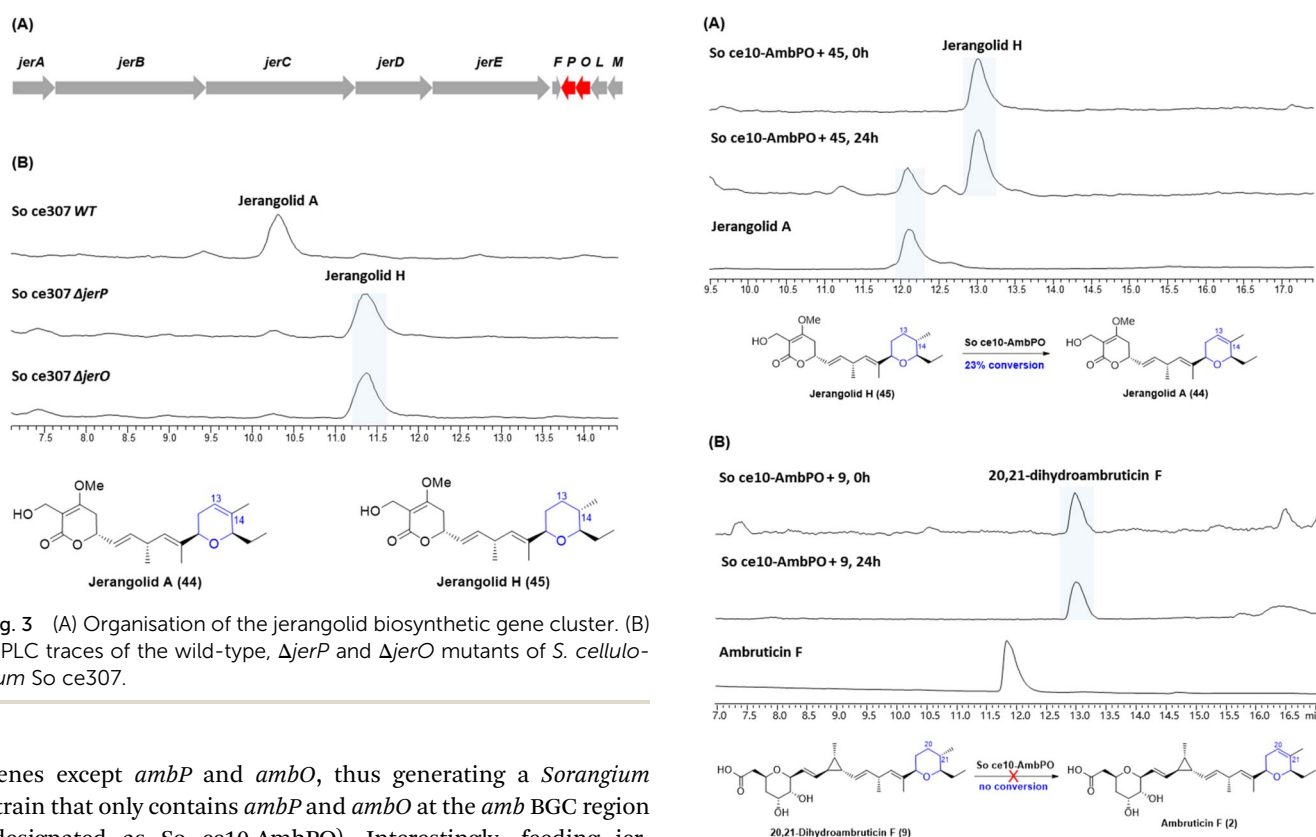 (A)
jerA jerB jerC jerD jerE F P O L M
(B)
So ce307 WT
Jerangolid A
So ce307 ΔjerP
Jerangolid H
So ce307 ΔjerO
7.5 8.0 8.5 9.0 9.5 10.0 10.5 11.0 11.5 12.0 12.5 13.0 13.5 14.0
OMe
HO
O
O
13
14
O
Jerangolid A (44)
OMe
HO
O
O
13
14
O
Jerangolid H (45)
g. 3 (A) Organisation of the jerangolid biosynthetic gene cluster. (B)
PLC traces of the wild-type, ΔjerP and ΔjerO mutants of S. cellulo-
um So ce307.
enes except ambP and ambO, thus generating a Sorangium
train that only contains ambP and ambO at the amb BGC region
(A)
So ce10-AmbPO + 45, 0h
Jerangolid H
So ce10-AmbPO + 45, 24h
Jerangolid A
9.5 10.0 10.5 11.0 11.5 12.0 12.5 13.0 13.5 14.0 14.5 15.0 15.5 16.0 16.5 17.0
OMe
HO
O
O
13
14
O
Jerangolid H (45)
So ce10-AmbPO
23% conversion
OMe
HO
O
O
13
14
O
Jerangolid A (44)
(B)
So ce10-AmbPO + 9, 0h
20,21-dihydroambruticin F
So ce10-AmbPO + 9, 24h
Ambruticin F
7.0 7.5 8.0 8.5 9.0 9.5 10.0 10.5 11.0 11.5 12.0 12.5 13.0 13.5 14.0 14.5 15.0 15.5 16.0 16.5 mi
O
HO
O
OH
OH
20
21
O
20,21-Dihydroambruticin F (9)
So ce10-AmbPO
no conversion
O
HO
O
OH
OH
20
21
O
Ambruticin F (2)